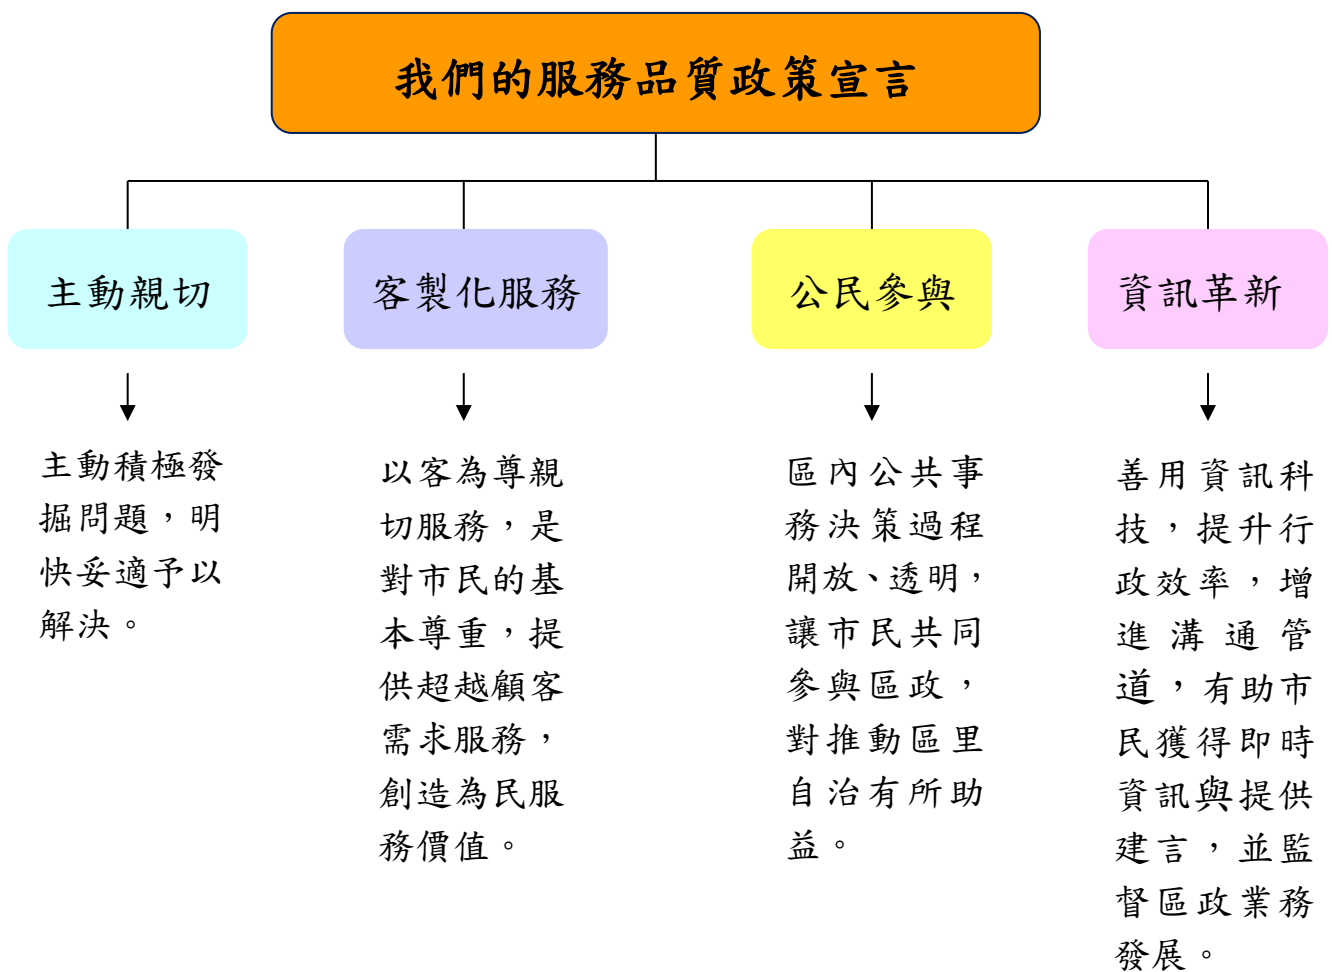 我們的服務品質政策宣言
主動親切
客製化服務
公民參與
資訊革新
主動積極發
掘問題，明
快妥適予以
解決。
以客為尊親
切服務，是
對市民的基
本尊重，提
供超越顧客
需求服務，
創造為民服
務價值。
區內公共事
務決策過程
開放、透明，
讓市民共同
參與區政，
對推動區里
自治有所助
益。
善用資訊科
技，提升行
政效率，增
進溝通管
道，有助市
民獲得即時
資訊與提供
建言，並監
督區政業務
發展。